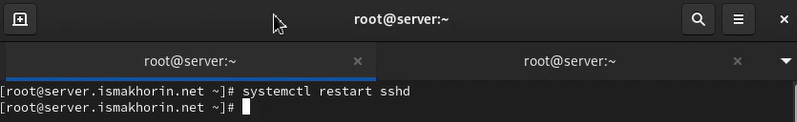 root@server:~
root@server:~
root@server:~
[root@server.ismakhorin.net ~]# systemctl restart sshd
[root@server.ismakhorin.net ~]#